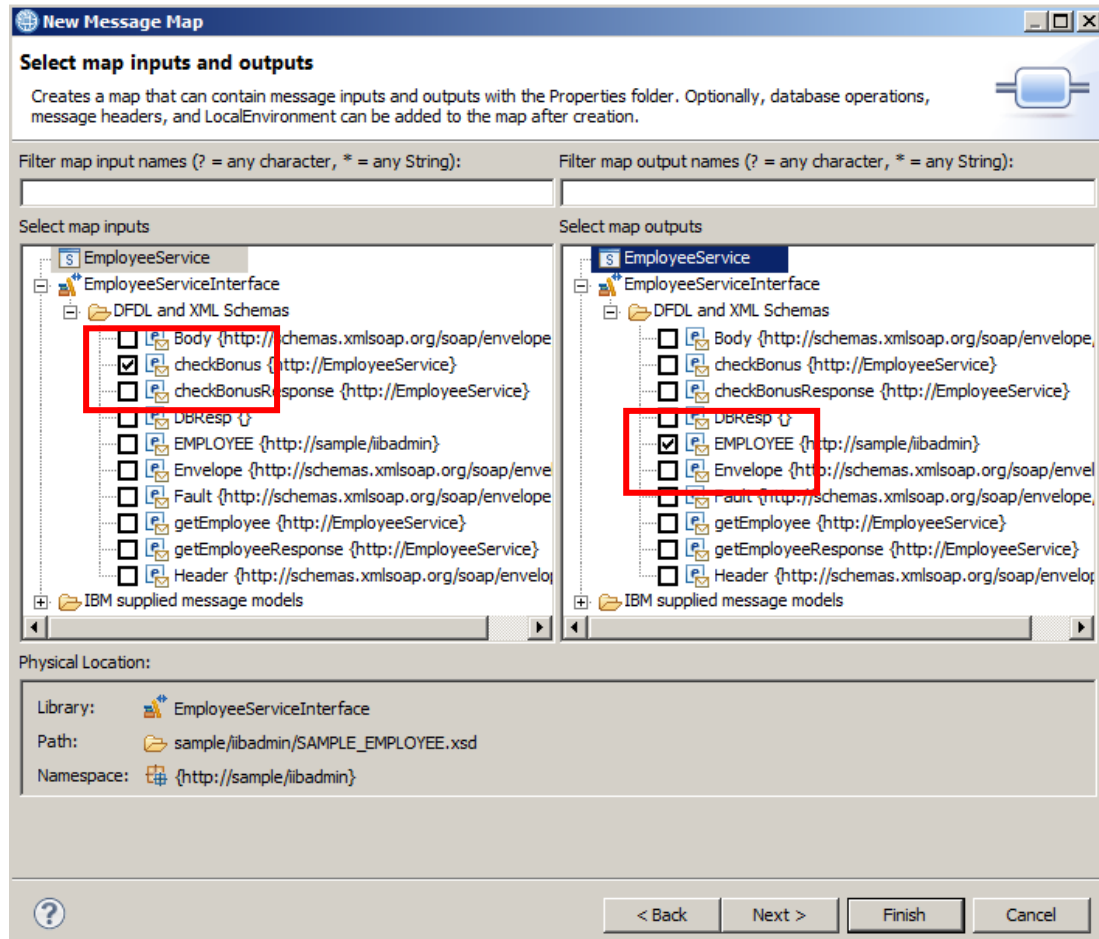 New Message Map
Select map inputs and outputs
Creates a map that can contain message inputs and outputs with the Properties folder. Optionally, database operations,
message headers, and LocalEnvironment can be added to the map after creation.
Filter map input names (? = any character, * = any String):
Filter map output names (? = any character, * = any String):
Select map inputs
EmployeeService
EmployeeServiceInterface
DFDL and XML Schemas
Body {http://schemas.xmlsoap.org/soap/envelope
checkBonus {http://EmployeeService}
checkBonusResponse {http://EmployeeService}
DBResp {}
EMPLOYEE {http://sample/iibadmin}
Envelope {http://schemas.xmlsoap.org/soap/envel
Fault {http://schemas.xmlsoap.org/soap/envelope
getEmployee {http://EmployeeService}
getEmployeeResponse {http://EmployeeService}
Header {http://schemas.xmlsoap.org/soap/envelop
IBM supplied message models
Select map outputs
EmployeeService
EmployeeServiceInterface
DFDL and XML Schemas
Body {http://schemas.xmlsoap.org/soap/envelope,
checkBonus {http://EmployeeService}
checkBonusResponse {http://EmployeeService}
DBResp {}
EMPLOYEE {http://sample/iibadmin}
Envelope {http://schemas.xmlsoap.org/soap/envel
Fault {http://schemas.xmlsoap.org/soap/envelope,
getEmployee {http://EmployeeService}
getEmployeeResponse {http://EmployeeService}
Header {http://schemas.xmlsoap.org/soap/envelop
IBM supplied message models
Physical Location:
Library: EmployeeServiceInterface
Path: sample/iibadmin/SAMPLE_EMPLOYEE.xsd
Namespace: {http://sample/iibadmin}
? < Back Next > Finish Cancel